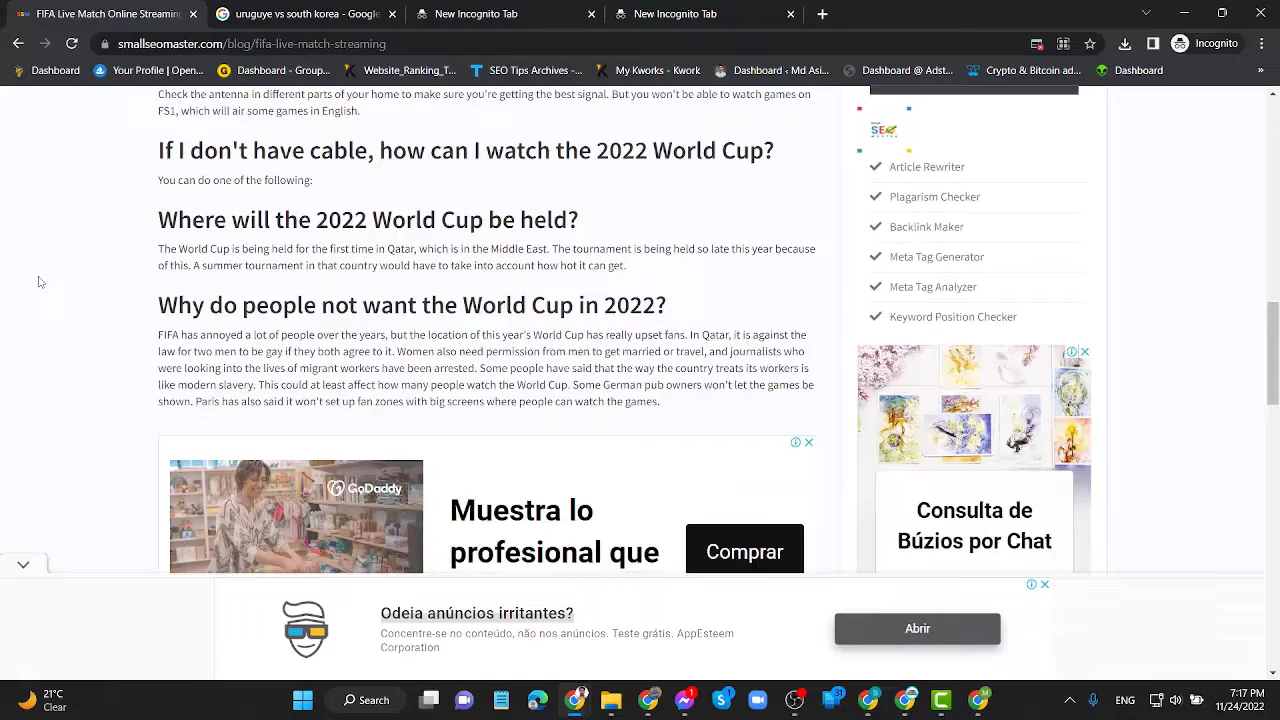 FIFA Live Match Online Streaming
uruguye vs south korea - Google
New Incognito Tab
New Incognito Tab
smallseomaster.com/blog/fifa-live-match-streaming
Incognito
Dashboard
Your Profile | Open...
Dashboard - Group...
Website_Ranking_T...
SEO Tips Archives -...
My Kworks - Kwork
Dashboard ‹ Md Asi...
Dashboard @ Adst...
Crypto & Bitcoin ad...
Dashboard
»
Check the antenna in different parts of your home to make sure you're getting the best signal. But you won't be able to watch games on
FS1, which will air some games in English.
If I don't have cable, how can I watch the 2022 World Cup?
You can do one of the following:
Where will the 2022 World Cup be held?
The World Cup is being held for the first time in Qatar, which is in the Middle East. The tournament is being held so late this year because
of this. A summer tournament in that country would have to take into account how hot it can get.
Why do people not want the World Cup in 2022?
FIFA has annoyed a lot of people over the years, but the location of this year's World Cup has really upset fans. In Qatar, it is against the
law for two men to be gay if they both agree to it. Women also need permission from men to get married or travel, and journalists who
were looking into the lives of migrant workers have been arrested. Some people have said that the way the country treats its workers is
like modern slavery. This could at least affect how many people watch the World Cup. Some German pub owners won't let the games be
shown. Paris has also said it won't set up fan zones with big screens where people can watch the games.
SEO
Article Rewriter
Plagarism Checker
Backlink Maker
Meta Tag Generator
Meta Tag Analyzer
Keyword Position Checker
GoDaddy
Muestra lo
profesional que
Comprar
Consulta de
Búzios por Chat
Odeia anúncios irritantes?
Concentre-se no conteúdo, não nos anúncios. Teste grátis. AppEsteem
Corporation
Abrir
21°C
Clear
Search
1
1
31
S
M
ENG
7:17 PM
11/24/2022